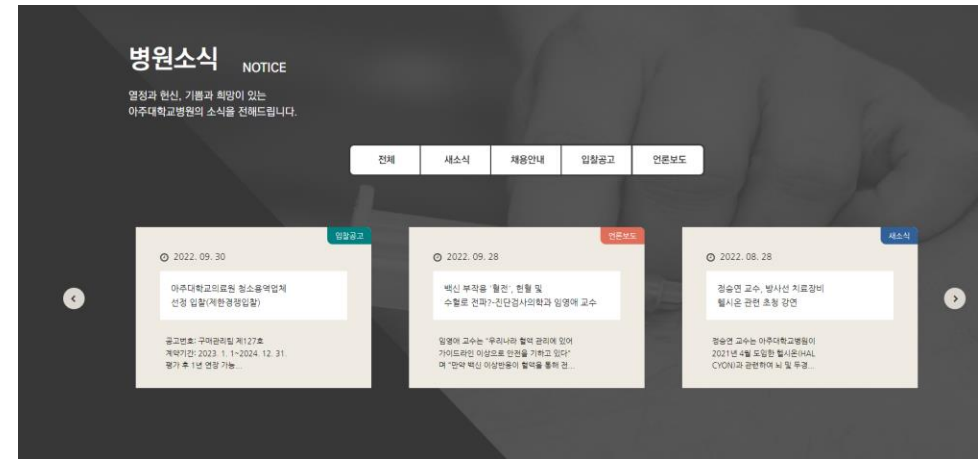 병원소식 NOTICE
열정과 헌신, 기쁨과 희망이 있는
아주대학교병원의 소식을 전해드립니다.
전체 새소식 채용안내 입찰공고 언론보도
입찰공고
2022. 09. 30
아주대학교의료원 청소용역업체
선정 입찰(제한경쟁입찰)
공고번호: 구매관리팀 제127호
계약기간: 2023. 1. 1~2024. 12. 31.
평가 후 1년 연장 가능...
언론보도
2022. 09. 28
백신 부작용 '혈전', 헌혈 및
수혈로 전파?-진단검사의학과 임영애 교수
임영애 교수는 "우리나라 혈액 관리에 있어
가이드라인 이상으로 안전을 기하고 있다"
며 "만약 백신 이상반응이 혈액을 통해 전...
새소식
2022. 08. 28
정승연 교수, 방사선 치료장비
헬시온 관련 초청 강연
정승연 교수는 아주대학교병원이
2021년 4월 도입한 헬시온(HAL
CYON)과 관련하여 뇌 및 두경...